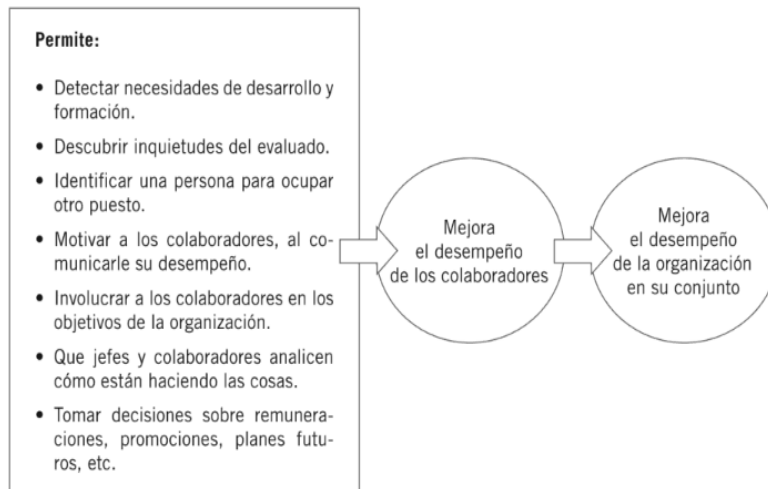 Permite:
• Detectar necesidades de desarrollo y
formación.
• Descubrir inquietudes del evaluado.
• Identificar una persona para ocupar
otro puesto.
• Motivar a los colaboradores, al co-
municarle su desempeño.
• Involucrar a los colaboradores en los
objetivos de la organización.
• Que jefes y colaboradores analicen
cómo están haciendo las cosas.
• Tomar decisiones sobre remunera-
ciones, promociones, planes futu-
ros, etc.
Mejora
el desempeño
de los colaboradores
Mejora
el desempeño
de la organización
en su conjunto